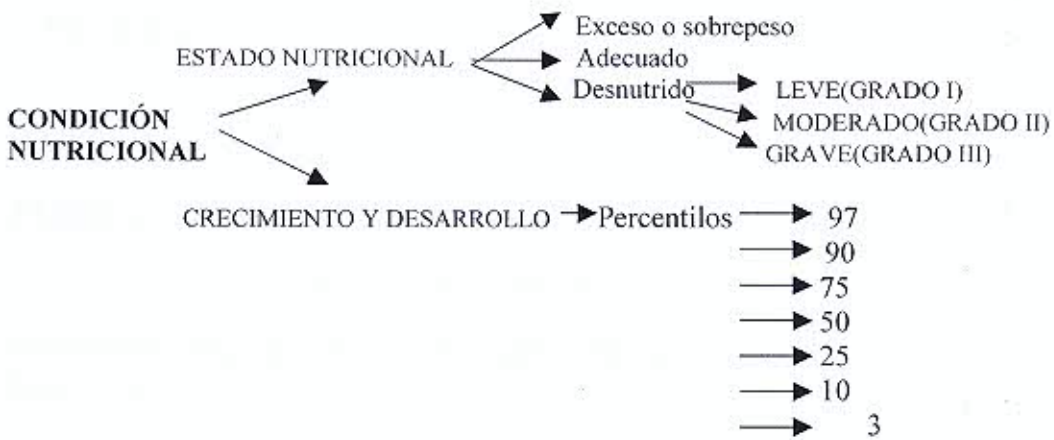 Exceso o sobrepeso
ESTADO NUTRICIONAL
Adecuado
Desnutrido
LEVE(GRADO I)
MODERADO(GRADO II)
GRAVE(GRADO III)
CONDICIÓN
NUTRICIONAL
CRECIMIENTO Y DESARROLLO
Percentilos
97
90
75
50
25
10
3